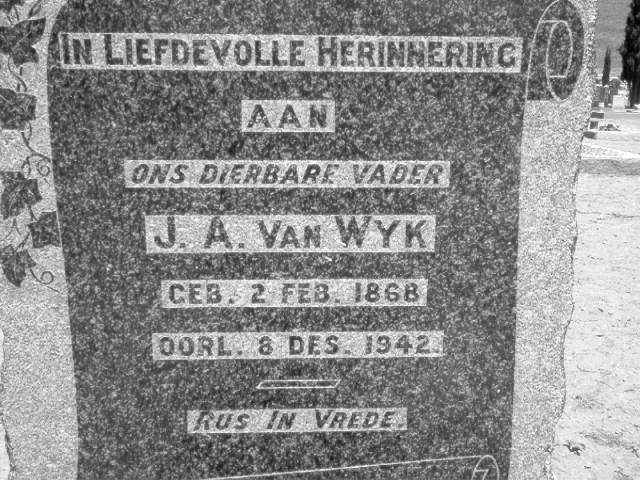 IN LIEFDEVOLLE HERINNERING
AAN
ONS DIERBARE VADER
J. A. VAN WYK
GEB. 2 FEB. 1868
OORL. 8 DES. 1942
RUS IN VREDE.